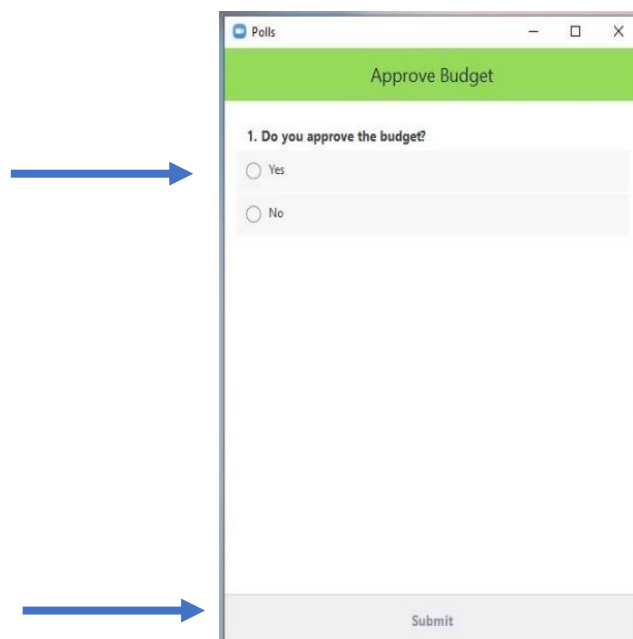 Polls
Approve Budget
1. Do you approve the budget?
Yes
No
Submit